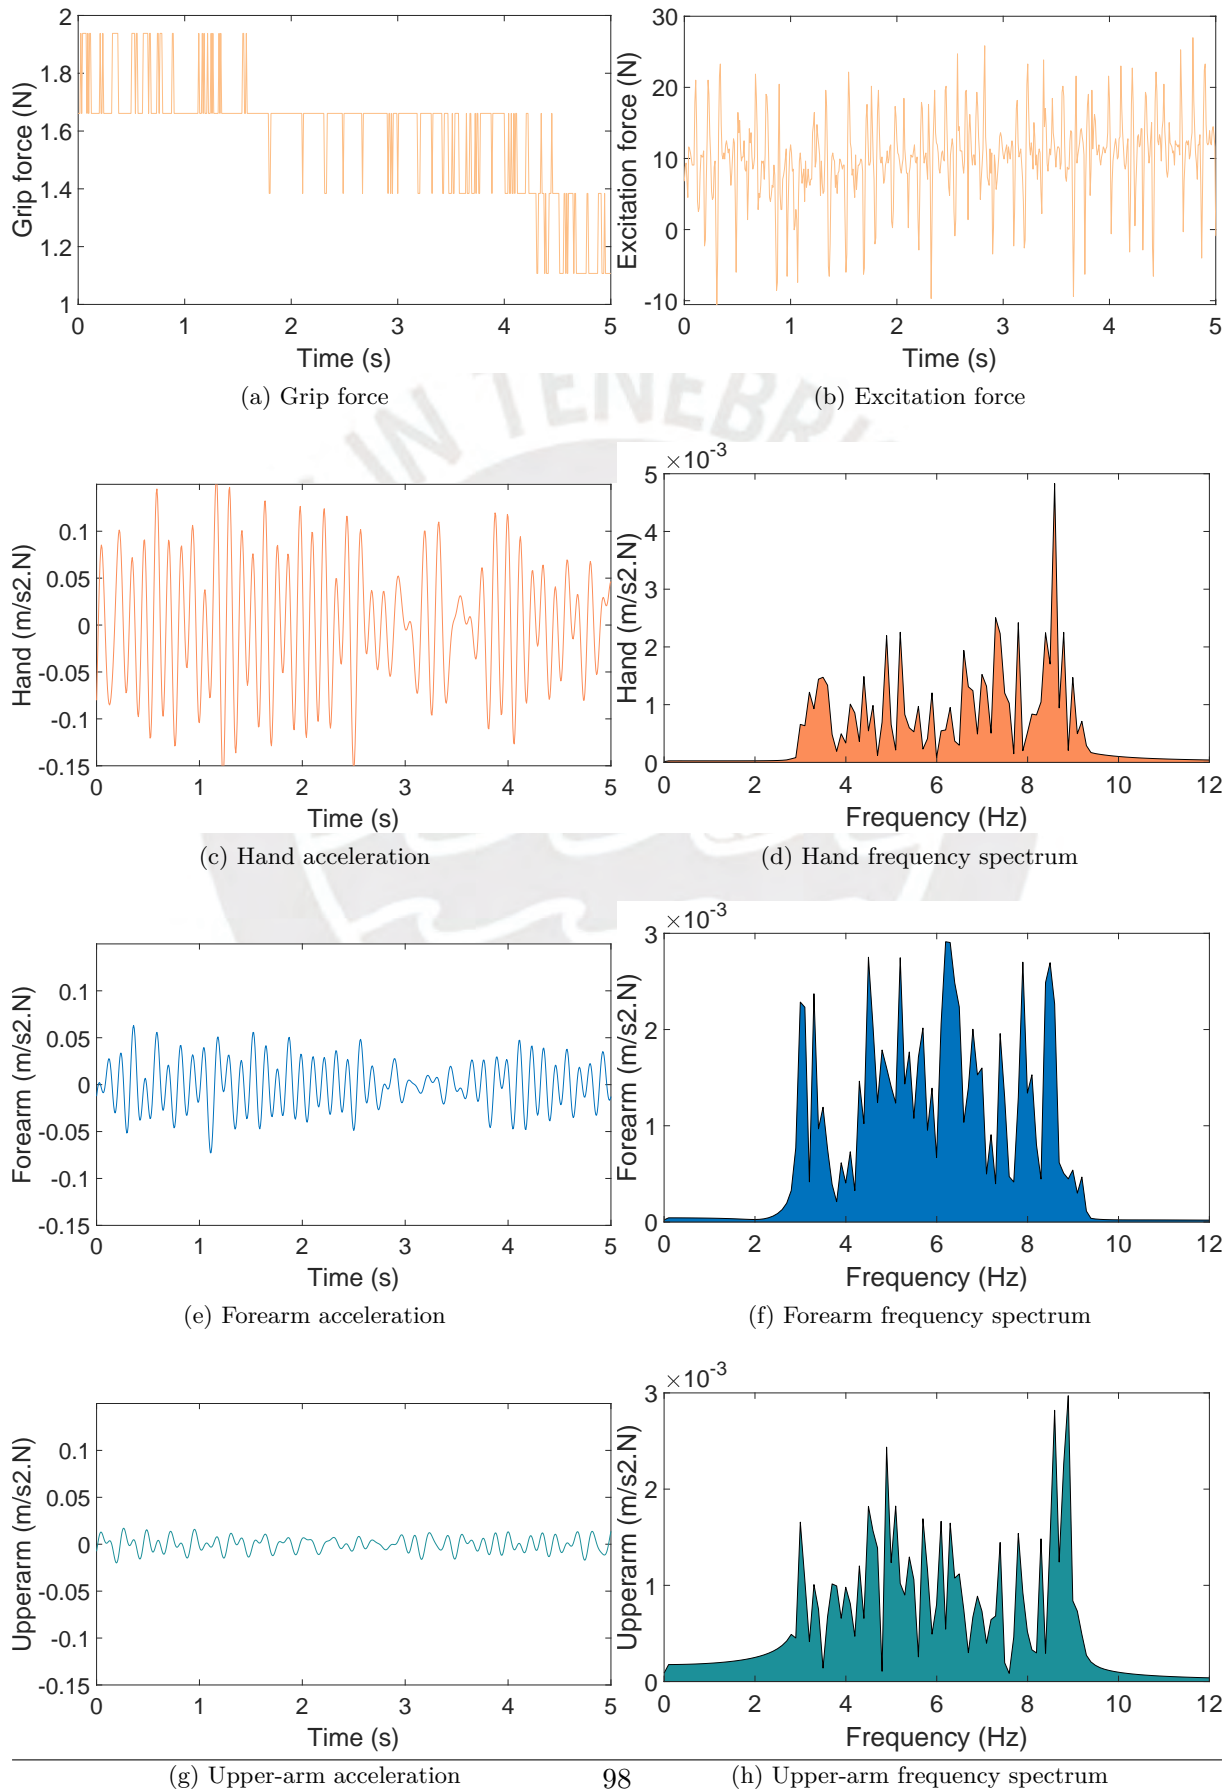 2
1.8
1.6
1.4
1.2
1
0 1 2 3 4 5
Grip force (N)
Time (s)
(a) Grip force
30
20
10
0
-10
0 1 2 3 4 5
Excitation force (N)
Time (s)
(b) Excitation force
IN TENEBRI
0.1
0.05
0
-0.05
-0.1
-0.15
0 1 2 3 4 5
Hand (m/s2.N)
Time (s)
(c) Hand acceleration
×10-3
5
4
3
2
1
0
0 2 4 6 8 10 12
Hand (m/s2.N)
Frequency (Hz)
(d) Hand frequency spectrum
0.1
0.05
0
-0.05
-0.1
-0.15
0 1 2 3 4 5
Forearm (m/s2.N)
Time (s)
(e) Forearm acceleration
×10-3
3
2
1
0
0 2 4 6 8 10 12
Forearm (m/s2.N)
Frequency (Hz)
(f) Forearm frequency spectrum
0.1
0.05
0
-0.05
-0.1
-0.15
0 1 2 3 4 5
Upperarm (m/s2.N)
Time (s)
(g) Upper-arm acceleration
×10-3
3
2
1
0
0 2 4 6 8 10 12
Upperarm (m/s2.N)
Frequency (Hz)
(h) Upper-arm frequency spectrum
98